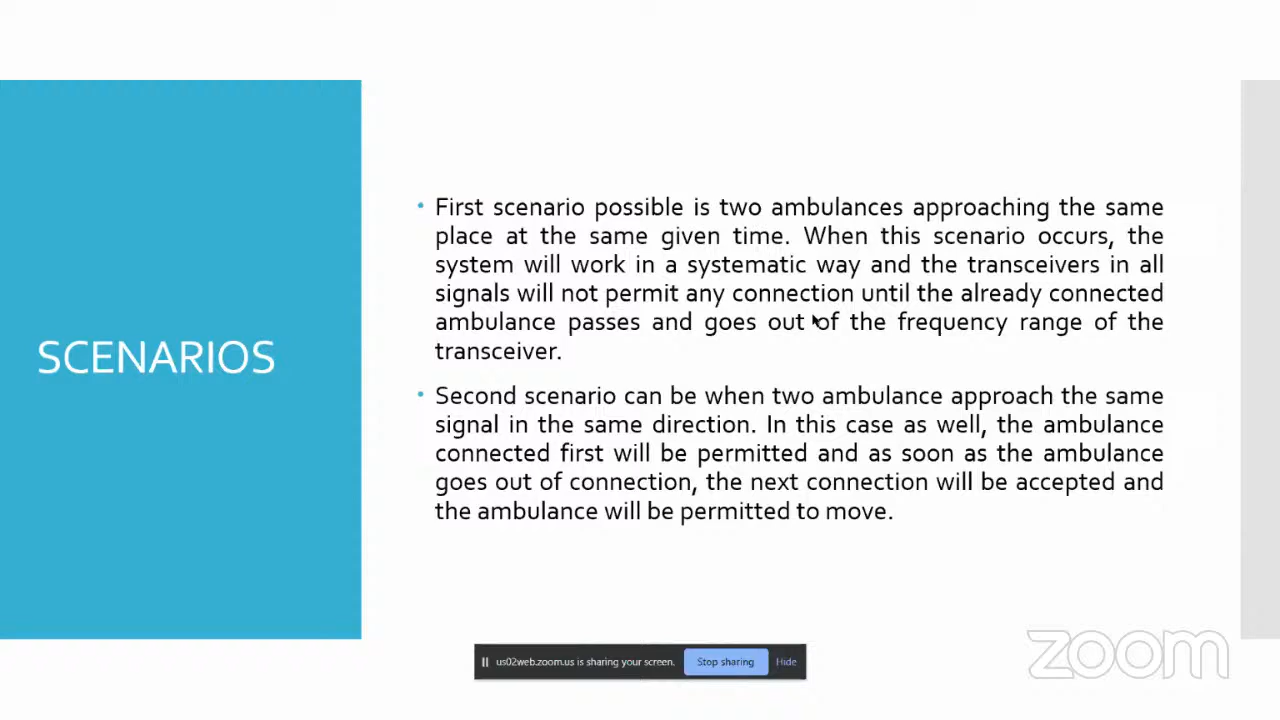 SCENARIOS
• First scenario possible is two ambulances approaching the same
place at the same given time. When this scenario occurs, the
system will work in a systematic way and the transceivers in all
signals will not permit any connection until the already connected
ambulance passes and goes out of the frequency range of the
transceiver.
• Second scenario can be when two ambulance approach the same
signal in the same direction. In this case as well, the ambulance
connected first will be permitted and as soon as the ambulance
goes out of connection, the next connection will be accepted and
the ambulance will be permitted to move.
us02web.zoom.us is sharing your screen. Stop sharing Hide
zoom